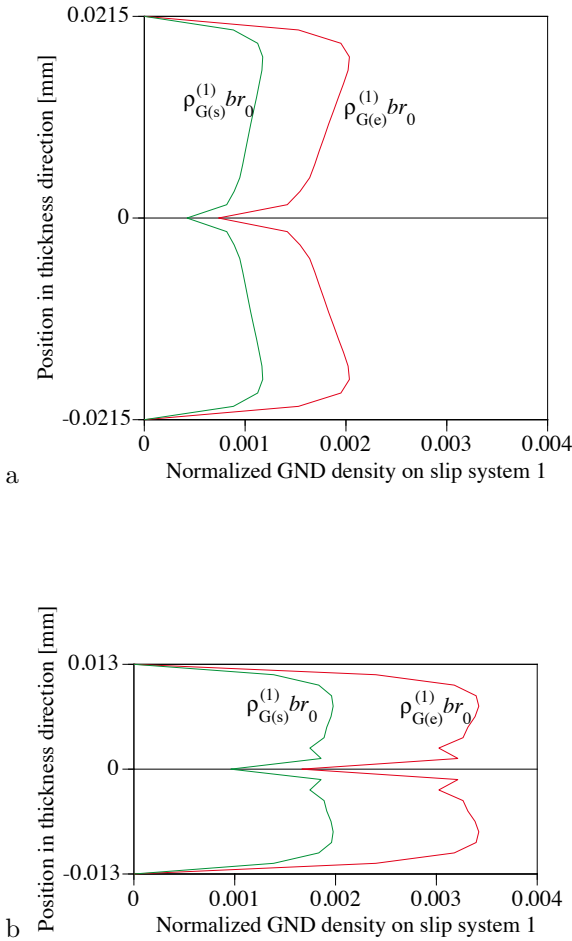 0.0215
Position in thickness direction [mm]
ρ(1)G(s)br0
ρ(1)G(e)br0
0
-0.0215
0 0.001 0.002 0.003 0.004
Normalized GND density on slip system 1
a
0.013
Position in thickness direction [mm]
ρ(1)G(s)br0
ρ(1)G(e)br0
0
-0.013
0 0.001 0.002 0.003 0.004
Normalized GND density on slip system 1
b